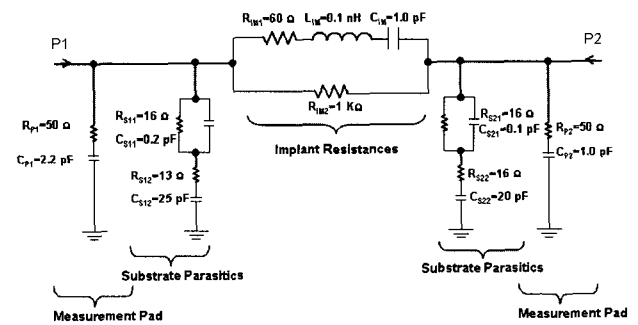 R_IM1=60 Ω L_IM=0.1 nH C_IM=1.0 pF
P1
P2
R_IM2=1 KΩ
Implant Resistances
R_P1=50 Ω
C_P1=2.2 pF
R_S11=16 Ω
C_S11=0.2 pF
R_S12=13 Ω
C_S12=25 pF
R_S21=16 Ω
C_S21=0.1 pF
R_S22=16 Ω
C_S22=20 pF
R_P2=50 Ω
C_P2=1.0 pF
Substrate Parasitics
Substrate Parasitics
Measurement Pad
Measurement Pad